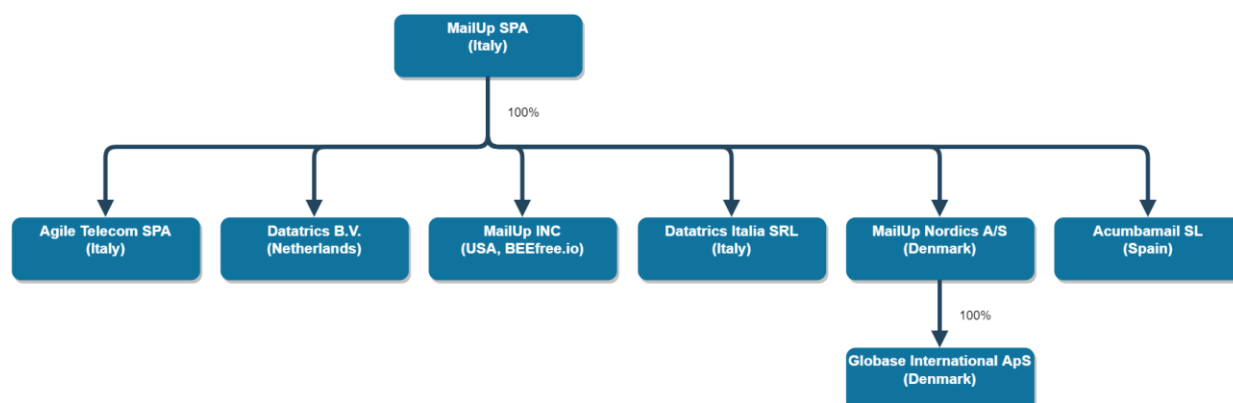 MailUp SPA
(Italy)
100%
Agile Telecom SPA
(Italy)
Datatrics B.V.
(Netherlands)
MailUp INC
(USA, BEEfree.io)
Datatrics Italia SRL
(Italy)
MailUp Nordics A/S
(Denmark)
Acumbamail SL
(Spain)
100%
Globase International ApS
(Denmark)